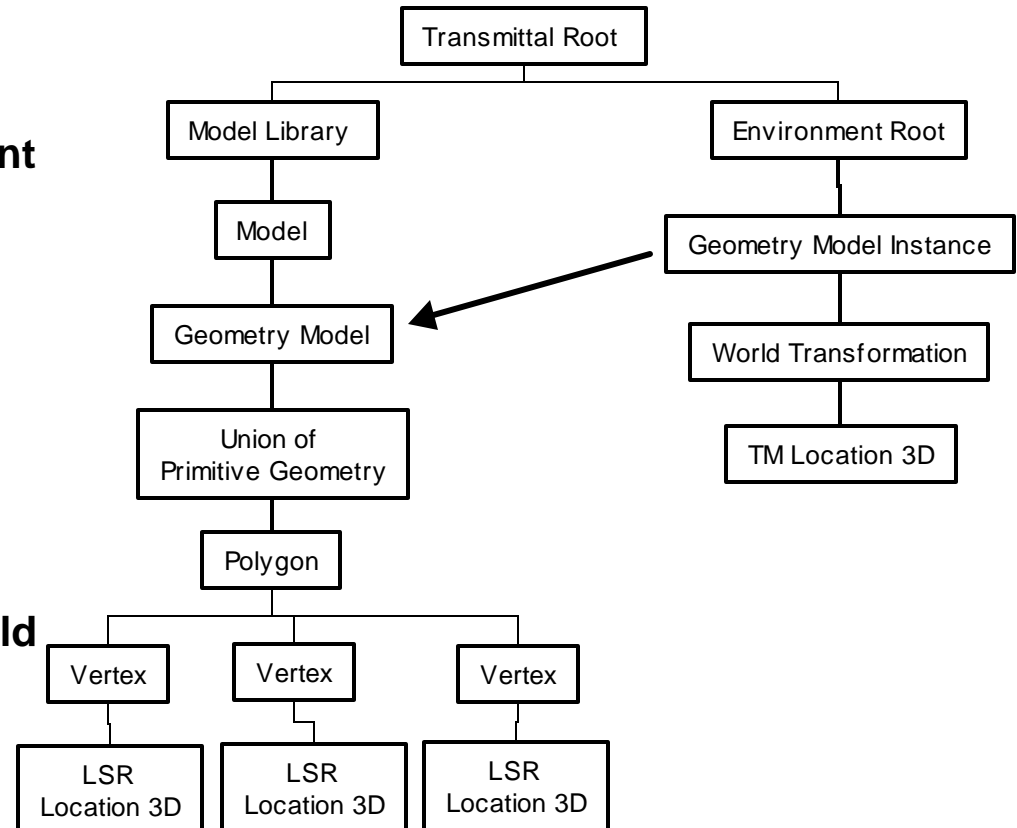 Transmittal Root
Model Library
Environment Root
nt
Model
Geometry Model Instance
Geometry Model
World Transformation
Union of
Primitive Geometry
TM Location 3D
Polygon
ld
Vertex
Vertex
Vertex
LSR
Location 3D
LSR
Location 3D
LSR
Location 3D